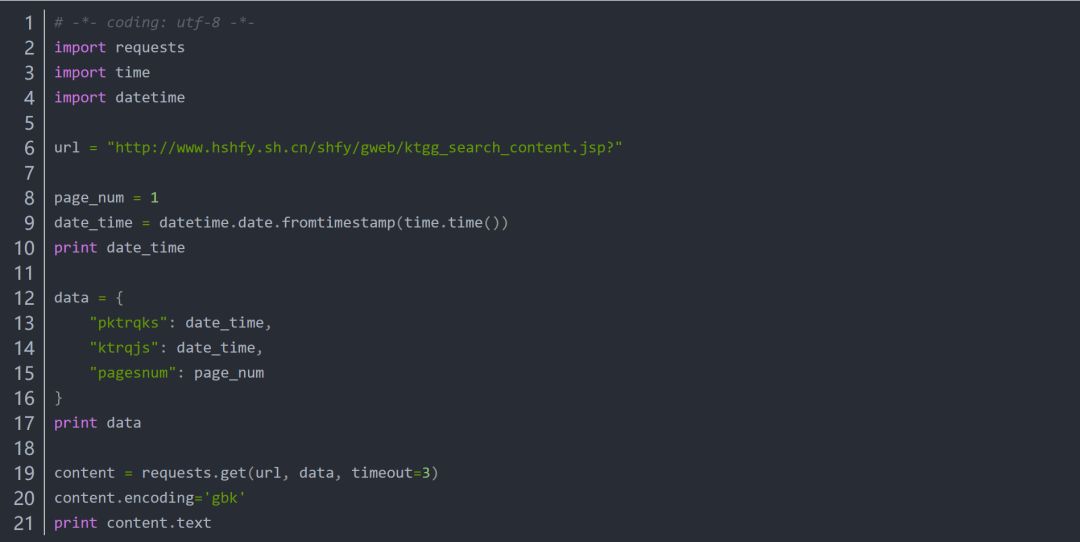 1 # -*- coding: utf-8 -*-
2 import requests
3 import time
4 import datetime
5
6 url = "http://www.hshfy.sh.cn/shfy/gweb/ktgg_search_content.jsp?"
7
8 page_num = 1
9 date_time = datetime.date.fromtimestamp(time.time())
10 print date_time
11
12 data = {
13     "pktrqks": date_time,
14     "ktrqjs": date_time,
15     "pagesnum": page_num
16 }
17 print data
18
19 content = requests.get(url, data, timeout=3)
20 content.encoding='gbk'
21 print content.text